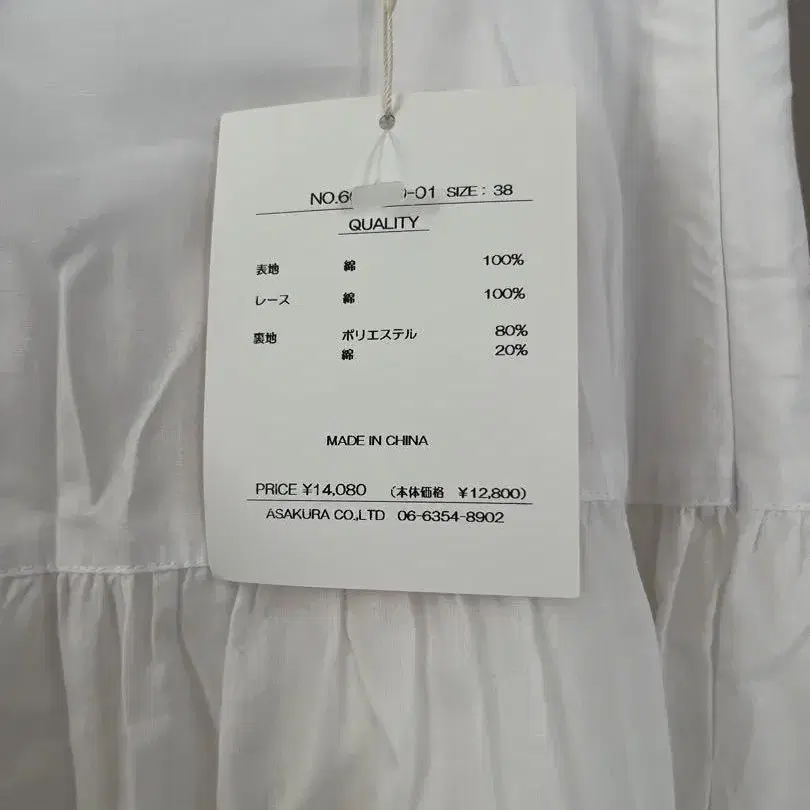 NO.6 0-01 SIZE : 38
QUALITY
表地 綿 100%
レース 綿 100%
裏地 ポリエステル 80%
綿 20%
MADE IN CHINA
PRICE ¥14,080 (本体価格 ¥12,800)
ASAKURA CO.,LTD 06-6354-8902